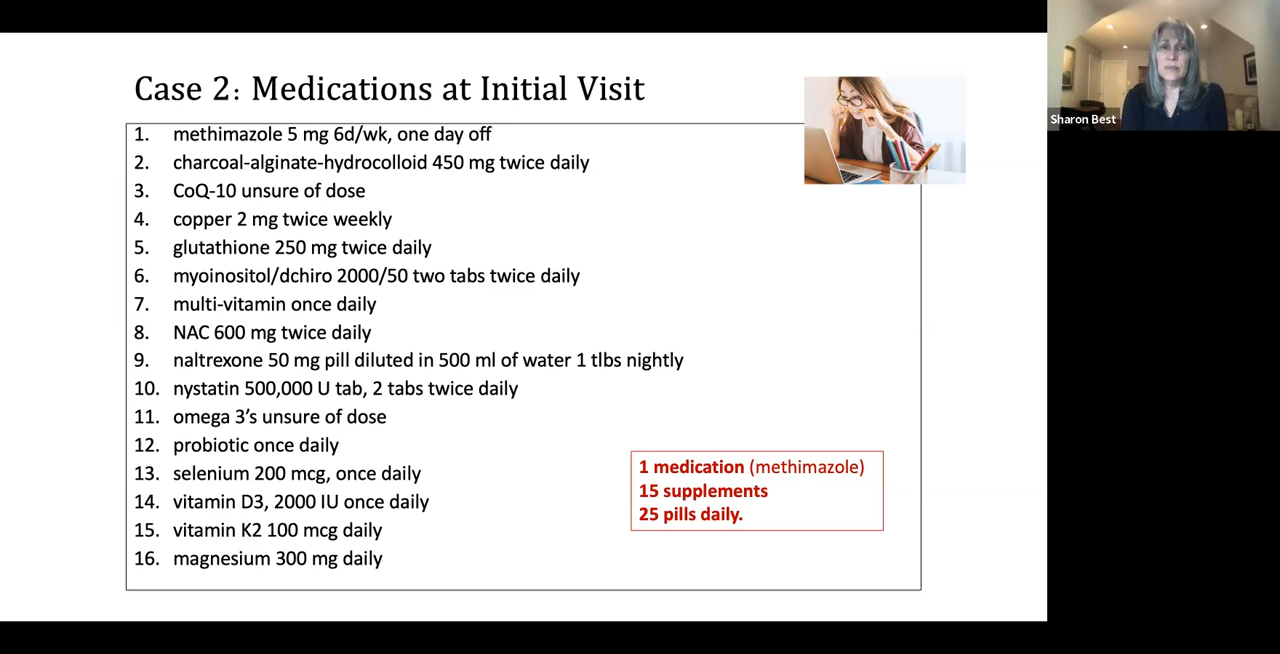 Case 2: Medications at Initial Visit
1. methimazole 5 mg 6d/wk, one day off
2. charcoal-alginate-hydrocolloid 450 mg twice daily
3. CoQ-10 unsure of dose
4. copper 2 mg twice weekly
5. glutathione 250 mg twice daily
6. myoinositol/dchiro 2000/50 two tabs twice daily
7. multi-vitamin once daily
8. NAC 600 mg twice daily
9. naltrexone 50 mg pill diluted in 500 ml of water 1 tlbs nightly
10. nystatin 500,000 U tab, 2 tabs twice daily
11. omega 3’s unsure of dose
12. probiotic once daily
13. selenium 200 mcg, once daily
14. vitamin D3, 2000 IU once daily
15. vitamin K2 100 mcg daily
16. magnesium 300 mg daily
1 medication (methimazole)
15 supplements
25 pills daily.
Sharon Best